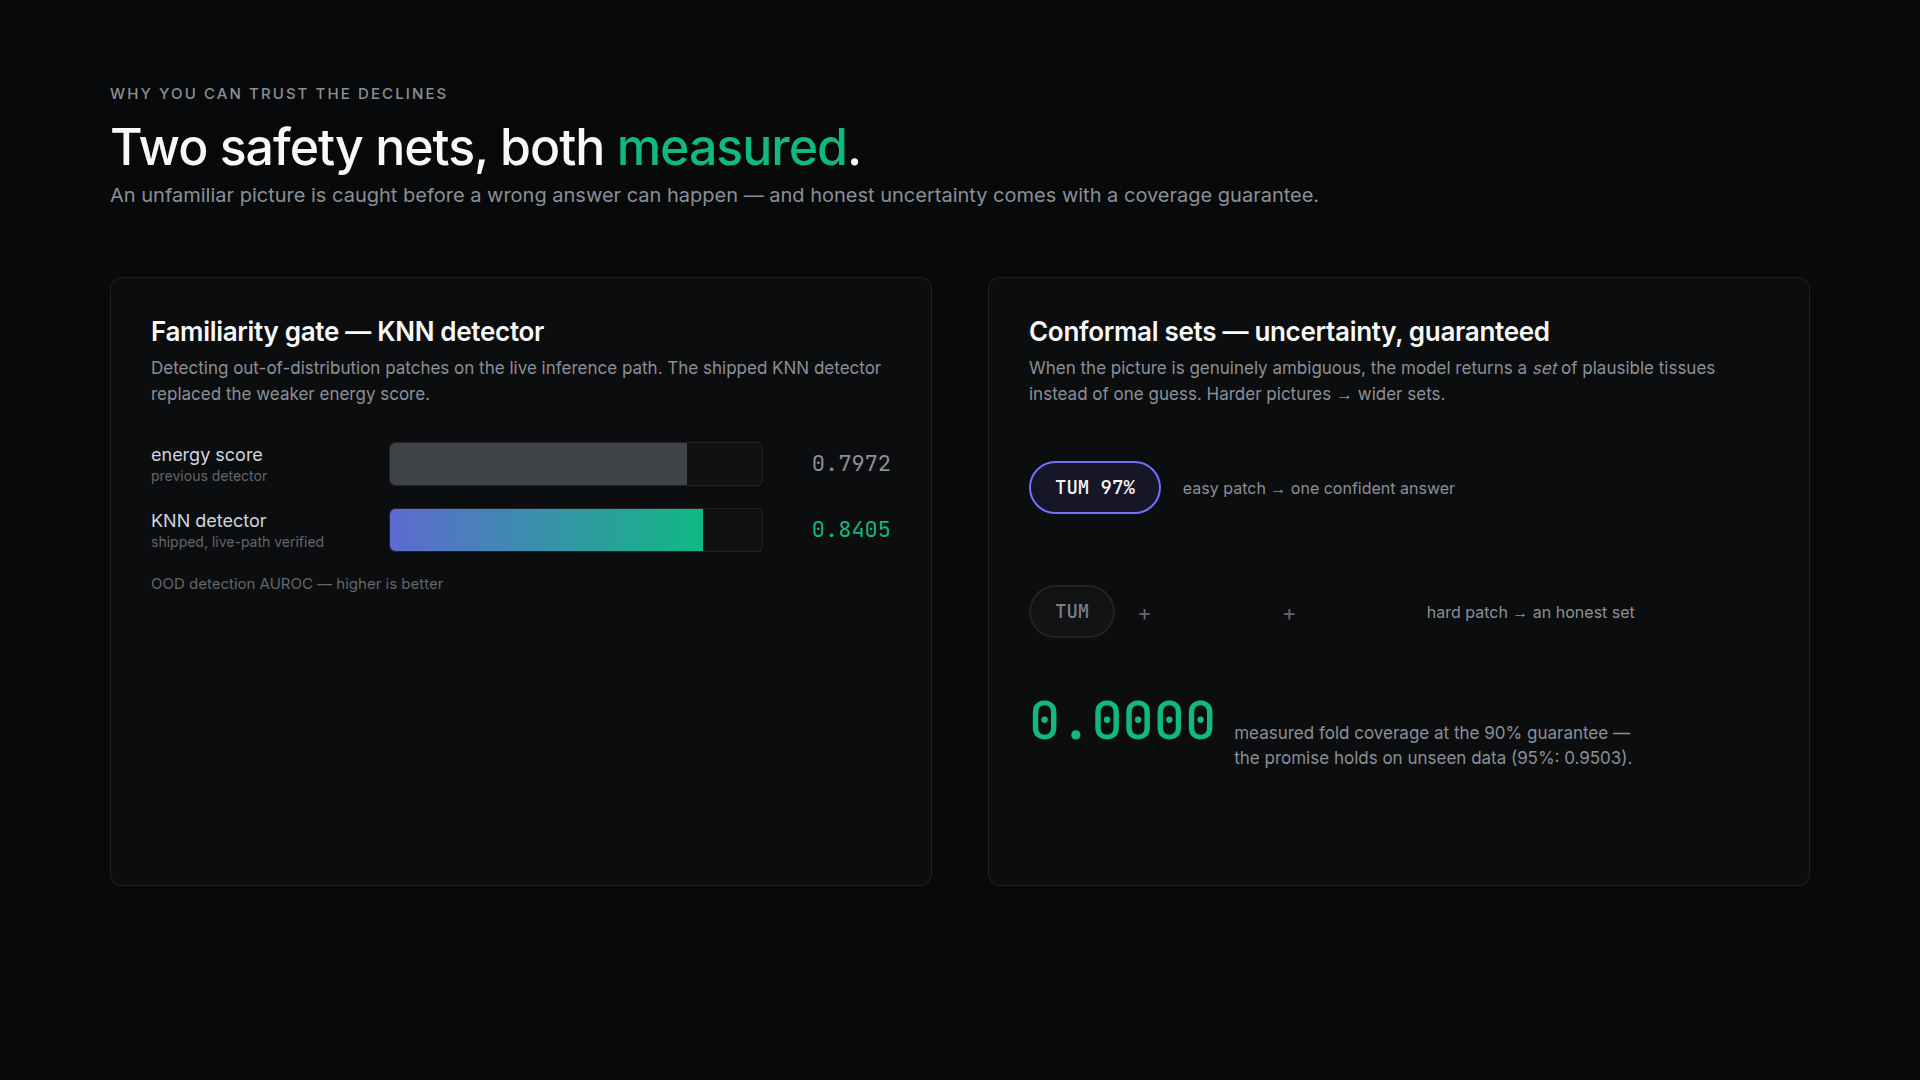 WHY YOU CAN TRUST THE DECLINES
Two safety nets, both measured.
An unfamiliar picture is caught before a wrong answer can happen — and honest uncertainty comes with a coverage guarantee.
Familiarity gate — KNN detector
Detecting out-of-distribution patches on the live inference path. The shipped KNN detector
replaced the weaker energy score.
energy score
previous detector
0.7972
KNN detector
shipped, live-path verified
0.8405
OOD detection AUROC — higher is better
Conformal sets — uncertainty, guaranteed
When the picture is genuinely ambiguous, the model returns a set of plausible tissues
instead of one guess. Harder pictures → wider sets.
TUM 97%
easy patch → one confident answer
TUM + + hard patch → an honest set
0.0000
measured fold coverage at the 90% guarantee —
the promise holds on unseen data (95%: 0.9503).